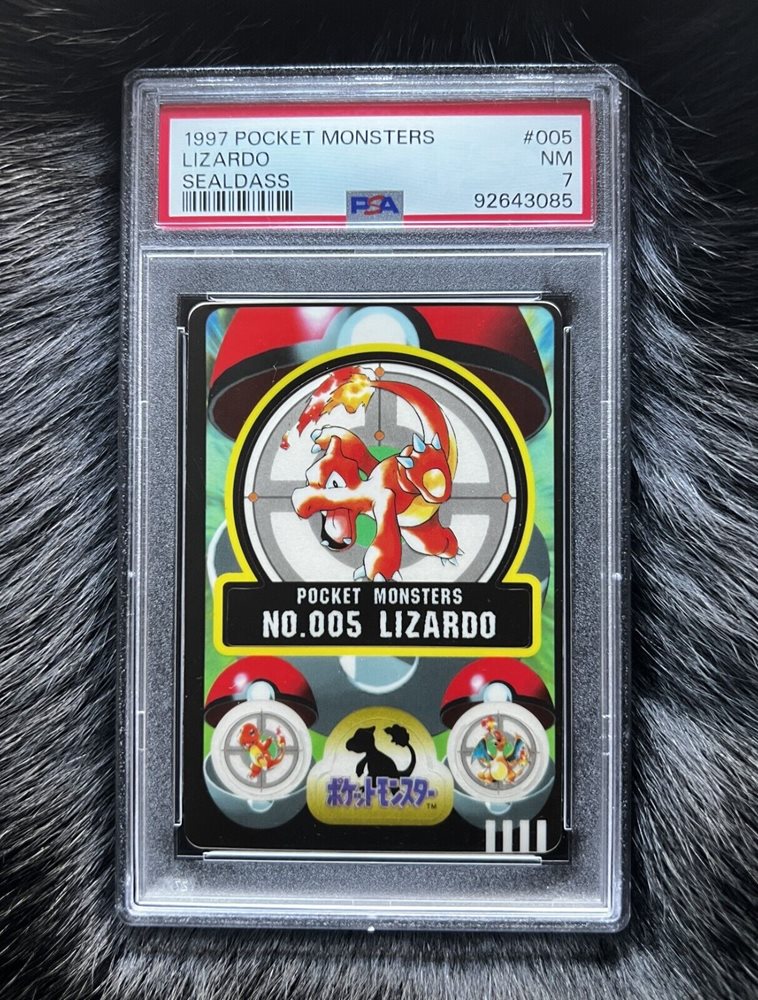 1997 POCKET MONSTERS #005
LIZARDO NM
SEALDASS 7
PSA 92643085
POCKET MONSTERS
NO.005 LIZARDO
ポケットモンスター
TM